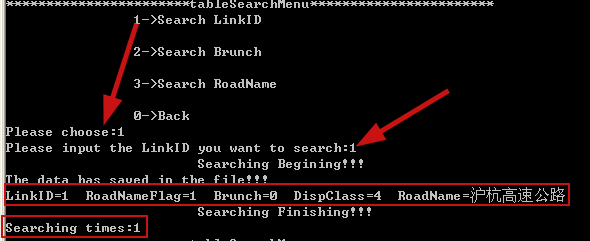 **********************tableSearchMenu**********************
1->Search LinkID
2->Search Brunch
3->Search RoadName
0->Back
Please choose:1
Please input the LinkID you want to search:1
Searching Begining!!!
The data has saved in the file!!!
LinkID=1 RoadNameFlag=1 Brunch=0 DispClass=4 RoadName=沪杭高速公路
Searching Finishing!!!
Searching times:1
tableSearchMenu